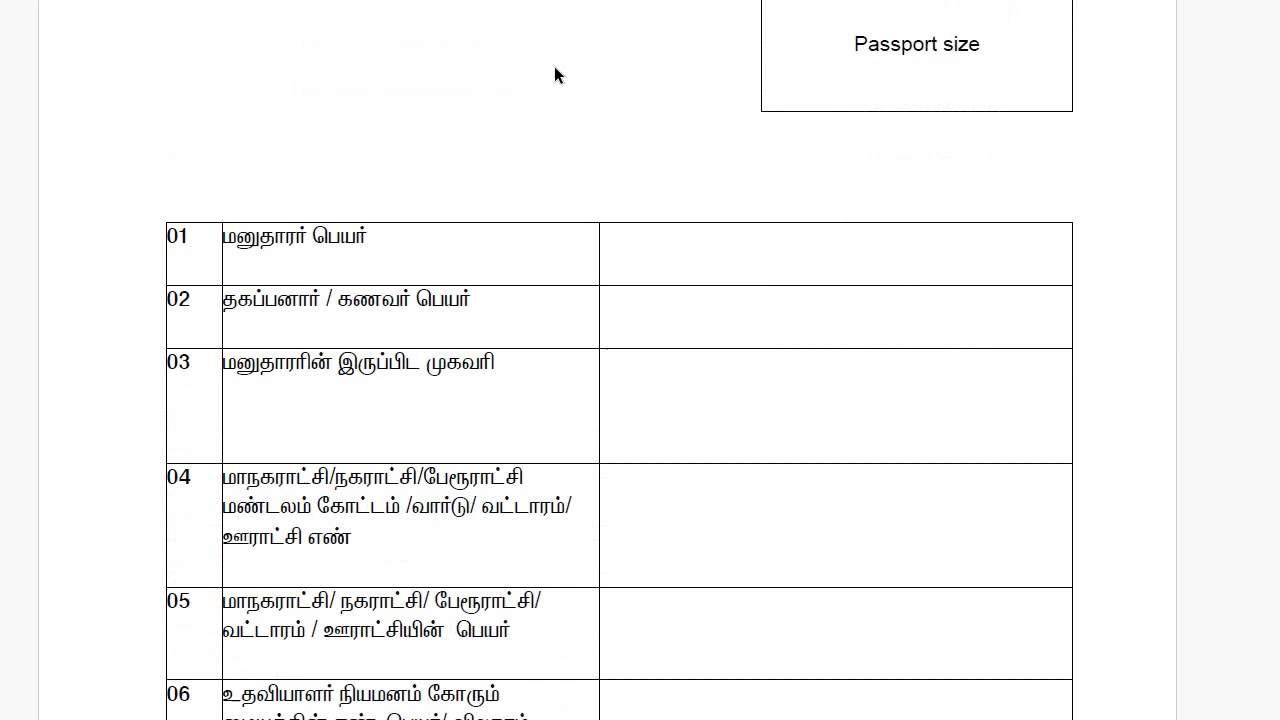 Passport size
01 மனுதாரர் பெயர்
02 தகப்பனார் / கணவர் பெயர்
03 மனுதாரரின் இருப்பிட முகவரி
04 மாநகராட்சி/நகராட்சி/பேரூராட்சி
மண்டலம் கோட்டம் /வார்டு/ வட்டாரம்/
ஊராட்சி எண்
05 மாநகராட்சி/ நகராட்சி/ பேரூராட்சி/
வட்டாரம் / ஊராட்சியின் பெயர்
06 உதவியாளர் நியமனம் கோரும்